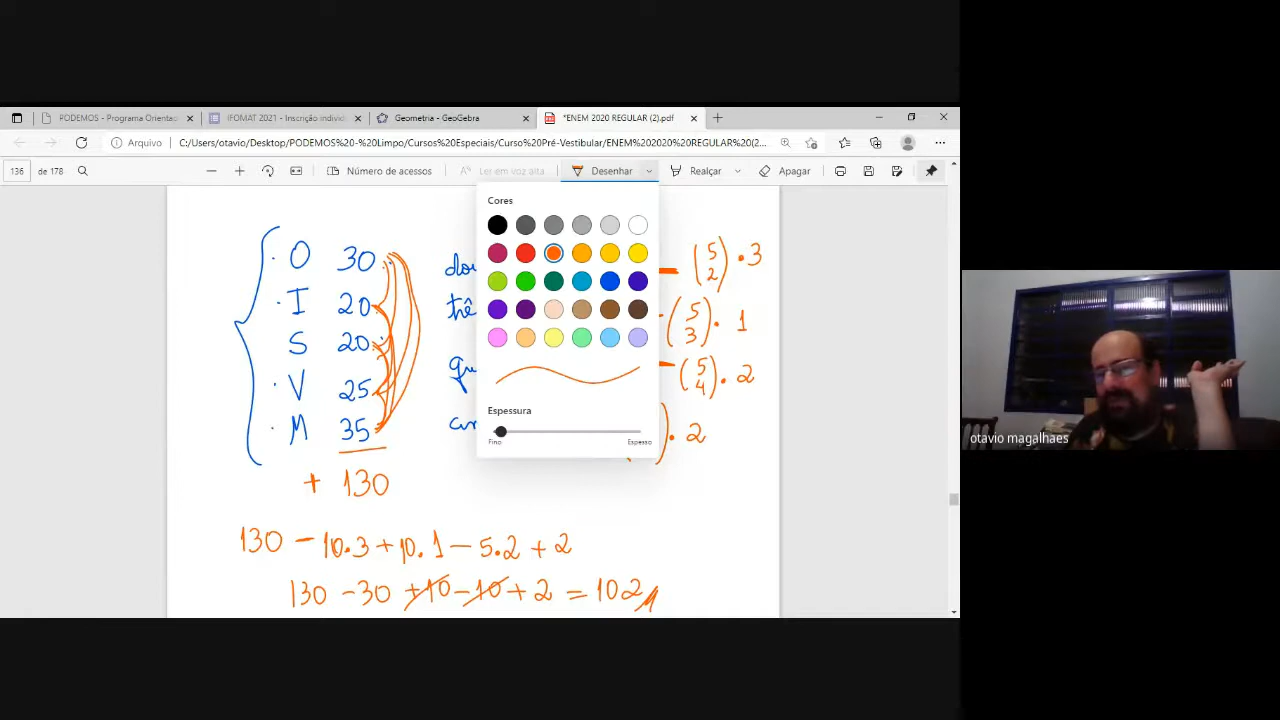 PODEMOS - Programa Orienta
IFOMAT 2021 - Inscrição individ
Geometria - GeoGebra
*ENEM 2020 REGULAR (2).pdf
Arquivo C:/Users/otavio/Desktop/PODEMOS%20-%20Limpo/Cursos%20Especiais/Curso%20Pré-Vestibular/ENEM%202020%20REGULAR%20(2...
136 de 178 Número de acessos Ler em voz alta Desenhar Realçar Apagar
Cores
Espessura
Fino Espesso
O 30
I 20
S 20
V 25
M 35
+ 130
dou
trê
qu
(5 2) · 3
(5 3) · 1
(5 4) · 2
) · 2
130 - 10.3 + 10.1 - 5.2 + 2
130 - 30 +10 -10 + 2 = 102
otavio magalhaes